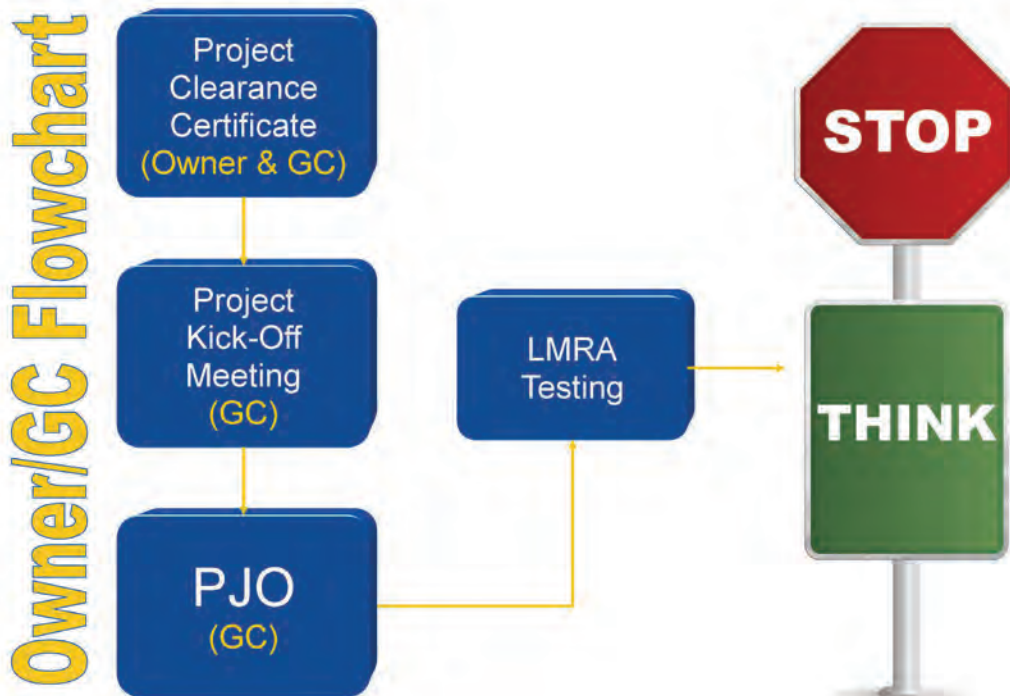 Owner/GC Flowchart
Project
Clearance
Certificate
(Owner & GC)
Project
Kick-Off
Meeting
(GC)
PJO
(GC)
LMRA
Testing
STOP
THINK